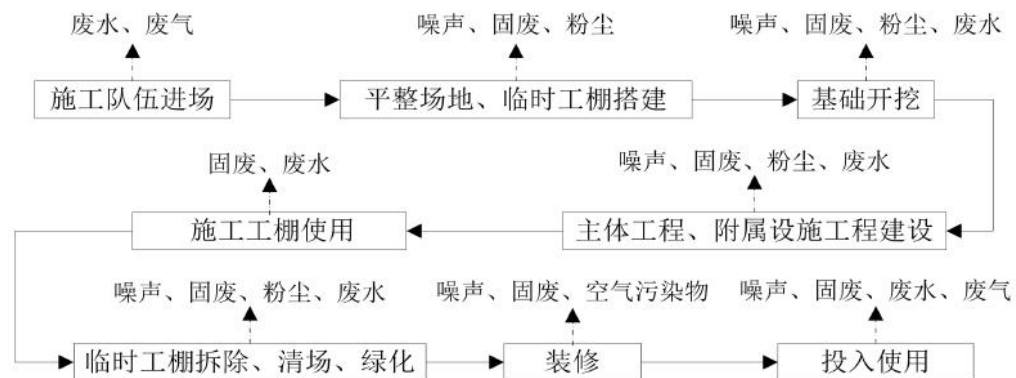 废水、废气
噪声、固废、粉尘
噪声、固废、粉尘、废水
施工队伍进场
平整场地、临时工棚搭建
基础开挖
固废、废水
噪声、固废、粉尘、废水
施工工棚使用
主体工程、附属设施工程建设
噪声、固废、粉尘、废水
噪声、固废、空气污染物
噪声、固废、废水、废气
临时工棚拆除、清场、绿化
装修
投入使用